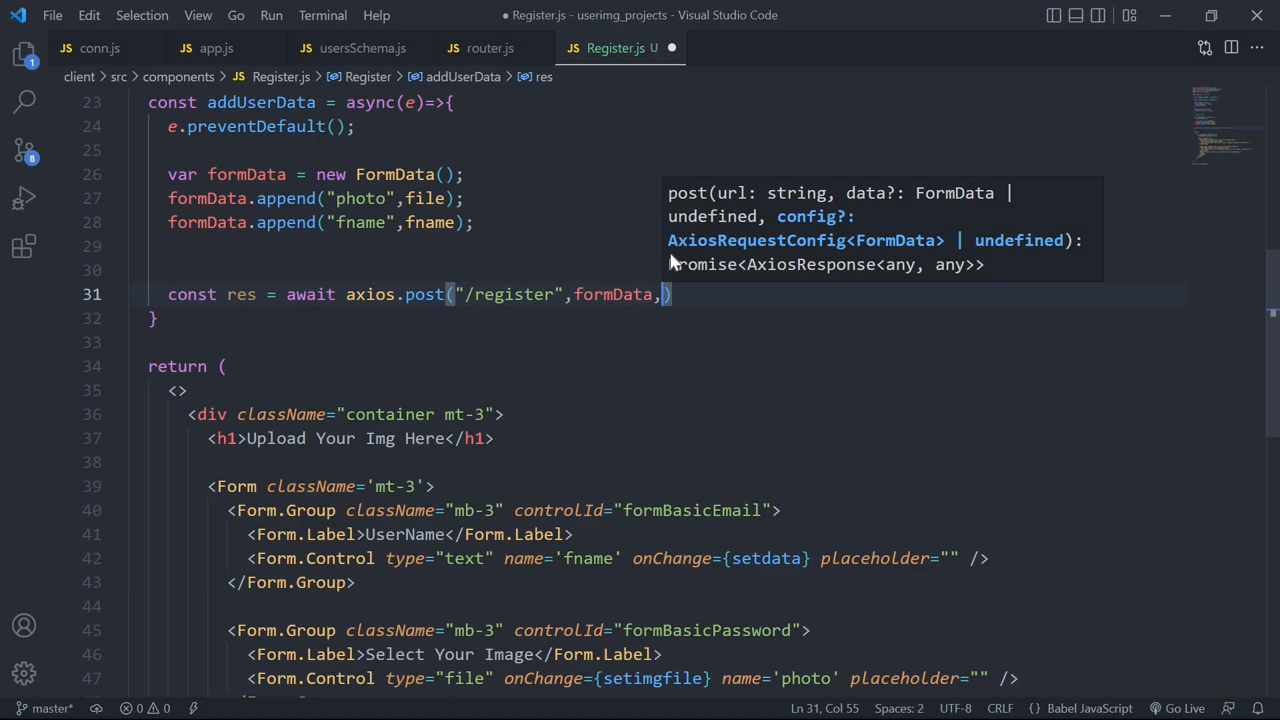 File Edit Selection View Go Run Terminal Help
● Register.js - userimg_projects - Visual Studio Code
JS conn.js JS app.js JS usersSchema.js JS router.js JS Register.js U ●
client > src > components > JS Register.js > Register > addUserData > res
23 const addUserData = async(e)=>{
24 e.preventDefault();
25
26 var formData = new FormData();
27 formData.append("photo",file);
28 formData.append("fname",fname);
29
30
31 const res = await axios.post("/register",formData,)
32 }
33
34 return (
35 <>
36 <div className="container mt-3">
37 <h1>Upload Your Img Here</h1>
38
39 <Form className='mt-3'>
40 <Form.Group className="mb-3" controlId="formBasicEmail">
41 <Form.Label>UserName</Form.Label>
42 <Form.Control type="text" name='fname' onChange={setdata} placeholder="" />
43 </Form.Group>
44
45 <Form.Group className="mb-3" controlId="formBasicPassword">
46 <Form.Label>Select Your Image</Form.Label>
47 <Form.Control type="file" onChange={setimgfile} name='photo' placeholder="" />
post(url: string, data?: FormData |
undefined, config?:
AxiosRequestConfig<FormData> | undefined):
Promise<AxiosResponse<any, any>>
1
8
master* 0 0 Ln 31, Col 55 Spaces: 2 UTF-8 CRLF {} Babel JavaScript Go Live